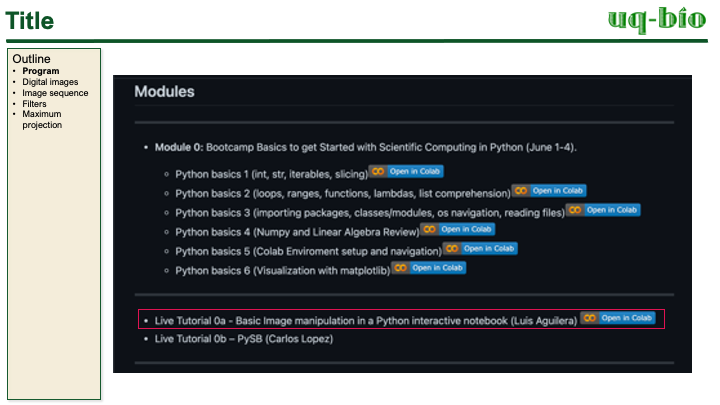 Title
uq-bio
Outline
• Program
• Digital images
• Image sequence
• Filters
• Maximum
projection
Modules
• Module 0: Bootcamp Basics to get Started with Scientific Computing in Python (June 1-4).
◦ Python basics 1 (int, str, iterables, slicing) Open in Colab
◦ Python basics 2 (loops, ranges, functions, lambdas, list comprehension) Open in Colab
◦ Python basics 3 (importing packages, classes/modules, os navigation, reading files) Open in Colab
◦ Python basics 4 (Numpy and Linear Algebra Review) Open in Colab
◦ Python basics 5 (Colab Enviroment setup and navigation) Open in Colab
◦ Python basics 6 (Visualization with matplotlib) Open in Colab
• Live Tutorial 0a - Basic Image manipulation in a Python interactive notebook (Luis Aguilera) Open in Colab
• Live Tutorial 0b – PySB (Carlos Lopez)